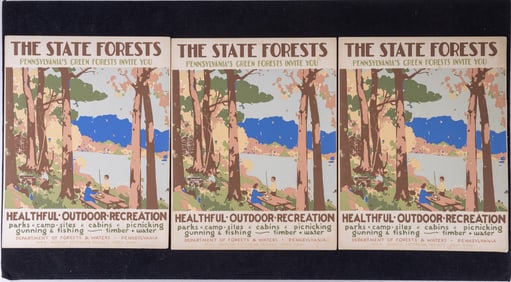 THE STATE FORESTS
PENNSYLVANIA'S GREEN FORESTS INVITE YOU
HEALTHFUL·OUTDOOR·RECREATION
parks · camp·sites · cabins · picnicking
gunning & fishing — timber · water
DEPARTMENT OF FORESTS & WATERS - PENNSYLVANIA
THE STATE FORESTS
PENNSYLVANIA'S GREEN FORESTS INVITE YOU
HEALTHFUL·OUTDOOR·RECREATION
parks · camp·sites · cabins · picnicking
gunning & fishing — timber · water
DEPARTMENT OF FORESTS & WATERS - PENNSYLVANIA
THE STATE FORESTS
PENNSYLVANIA'S GREEN FORESTS INVITE YOU
HEALTHFUL·OUTDOOR·RECREATION
parks · camp·sites · cabins · picnicking
gunning & fishing — timber · water
DEPARTMENT OF FORESTS & WATERS - PENNSYLVANIA